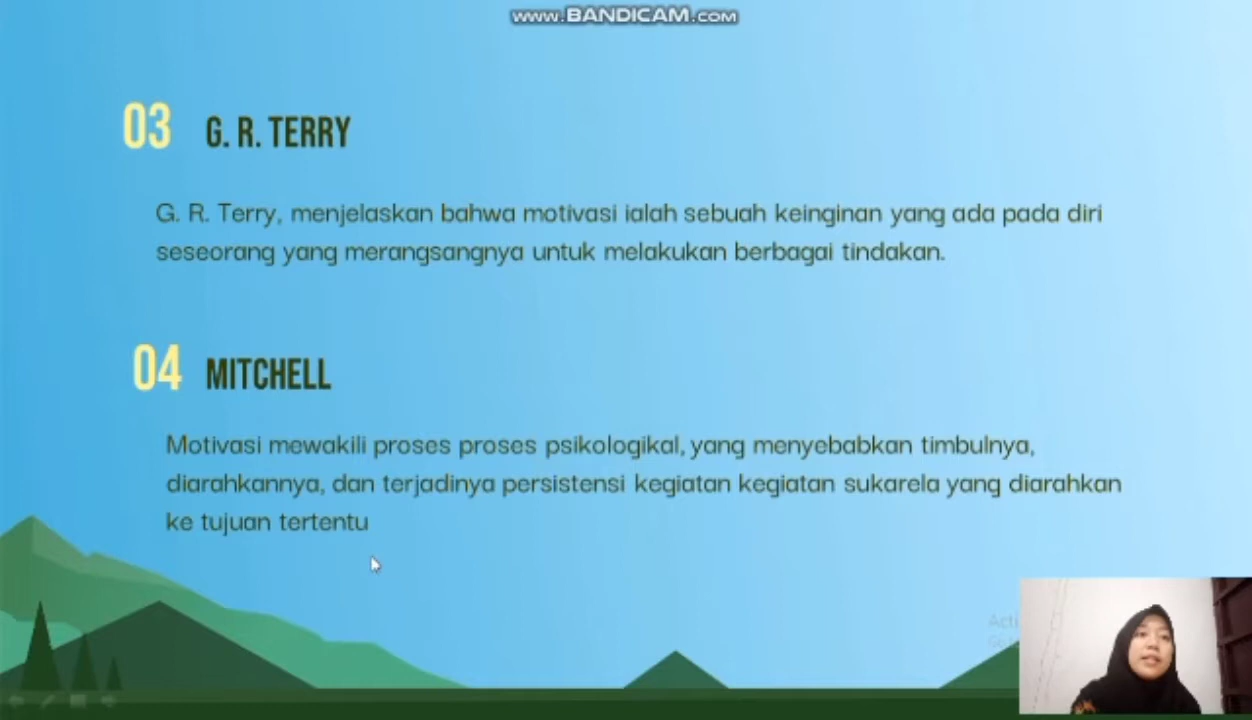 WWW.BANDICAM.COM
03 G. R. TERRY
G. R. Terry, menjelaskan bahwa motivasi ialah sebuah keinginan yang ada pada diri
seseorang yang merangsangnya untuk melakukan berbagai tindakan.
04 MITCHELL
Motivasi mewakili proses proses psikologikal, yang menyebabkan timbulnya,
diarahkannya, dan terjadinya persistensi kegiatan kegiatan sukarela yang diarahkan
ke tujuan tertentu